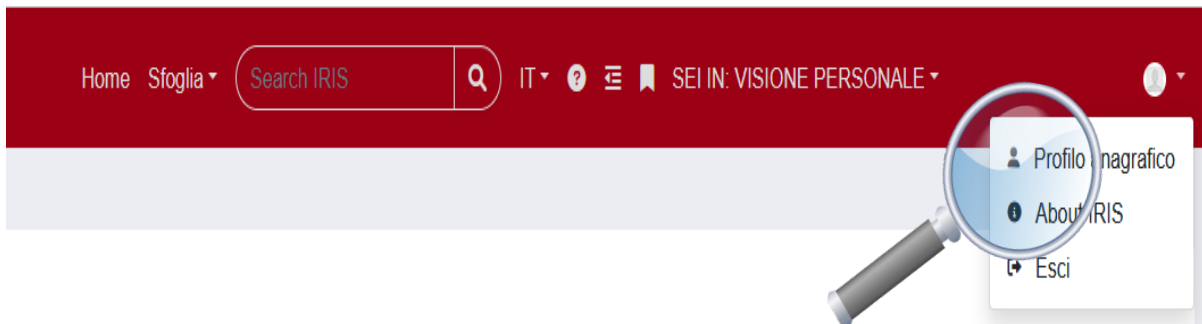 Home Sfoglia Search IRIS IT SEI IN: VISIONE PERSONALE
Profilo anagrafico
About IRIS
Esci